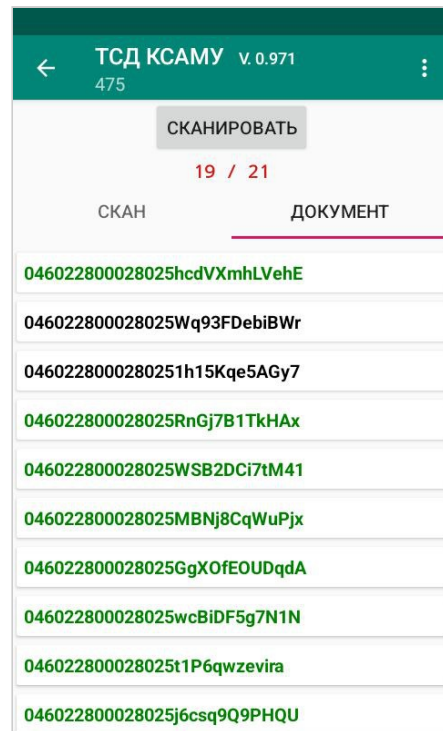 ТСД КСАМУ V. 0.971
475
СКАНИРОВАТЬ
19 / 21
СКАН ДОКУМЕНТ
046022800028025hcdVXmhLVehE
046022800028025Wq93FDebiBWr
0460228000280251h15Kqe5AGy7
046022800028025RnGj7B1TkHAx
046022800028025WSB2DCi7tM41
046022800028025MBNj8CqWuPjx
046022800028025GgXOfEOUDqdA
046022800028025wcBiDF5g7N1N
046022800028025t1P6qwzevira
046022800028025j6csq9Q9PHQU